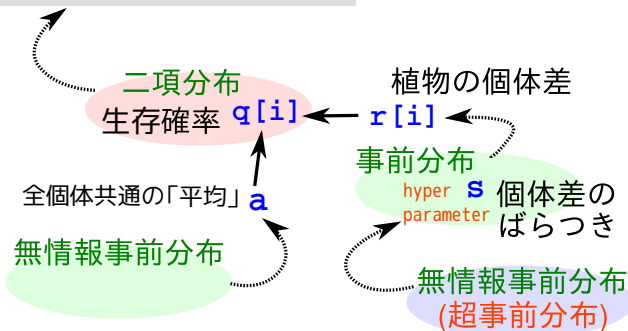 二項分布
生存確率 q[i]
植物の個体差
r[i]
事前分布
hyper parameter
s 個体差の
ばらつき
全個体共通の「平均」a
無情報事前分布
無情報事前分布
(超事前分布)